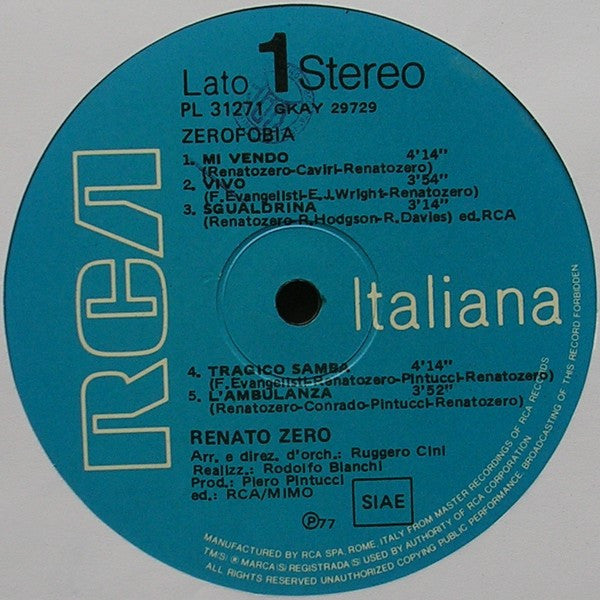 Lato 1 Stereo
PL 31271 GKAY 29729
ZEROFOBIA
1. MI VENDO 4'14"
(Renatozero-Caviri-Renatozero)
2. VIVO 3'54"
(F.Evangelisti-E.J.Wright-Renatozero)
3. SGUALDRINA 3'14"
(Renatozero-R.Hodgson-R.Davies) ed.RCA
RCA
Italiana
4. TRAGICO SAMBA 4'14"
(F.Evangelisti-Renatozero-Pintucci-Renatozero)
5. L'AMBULANZA 3'52"
(Renatozero-Conrado-Pintucci-Renatozero)
RENATO ZERO
Arr. e direz. d'orch.: Ruggero Cini
Realizz.: Rodolfo Bianchi
Prod.: Piero Pintucci
ed.: RCA/MIMO
SIAE
Ⓟ77
MANUFACTURED BY RCA SPA, ROME, ITALY FROM MASTER RECORDINGS OF RCA RECORDS
TM(S) ® MARCA(S) REGISTRADA(S) USED BY AUTHORITY OF RCA CORPORATION
ALL RIGHTS RESERVED UNAUTHORIZED COPYING PUBLIC PERFORMANCE, BROADCASTING OF THIS RECORD FORBIDDEN